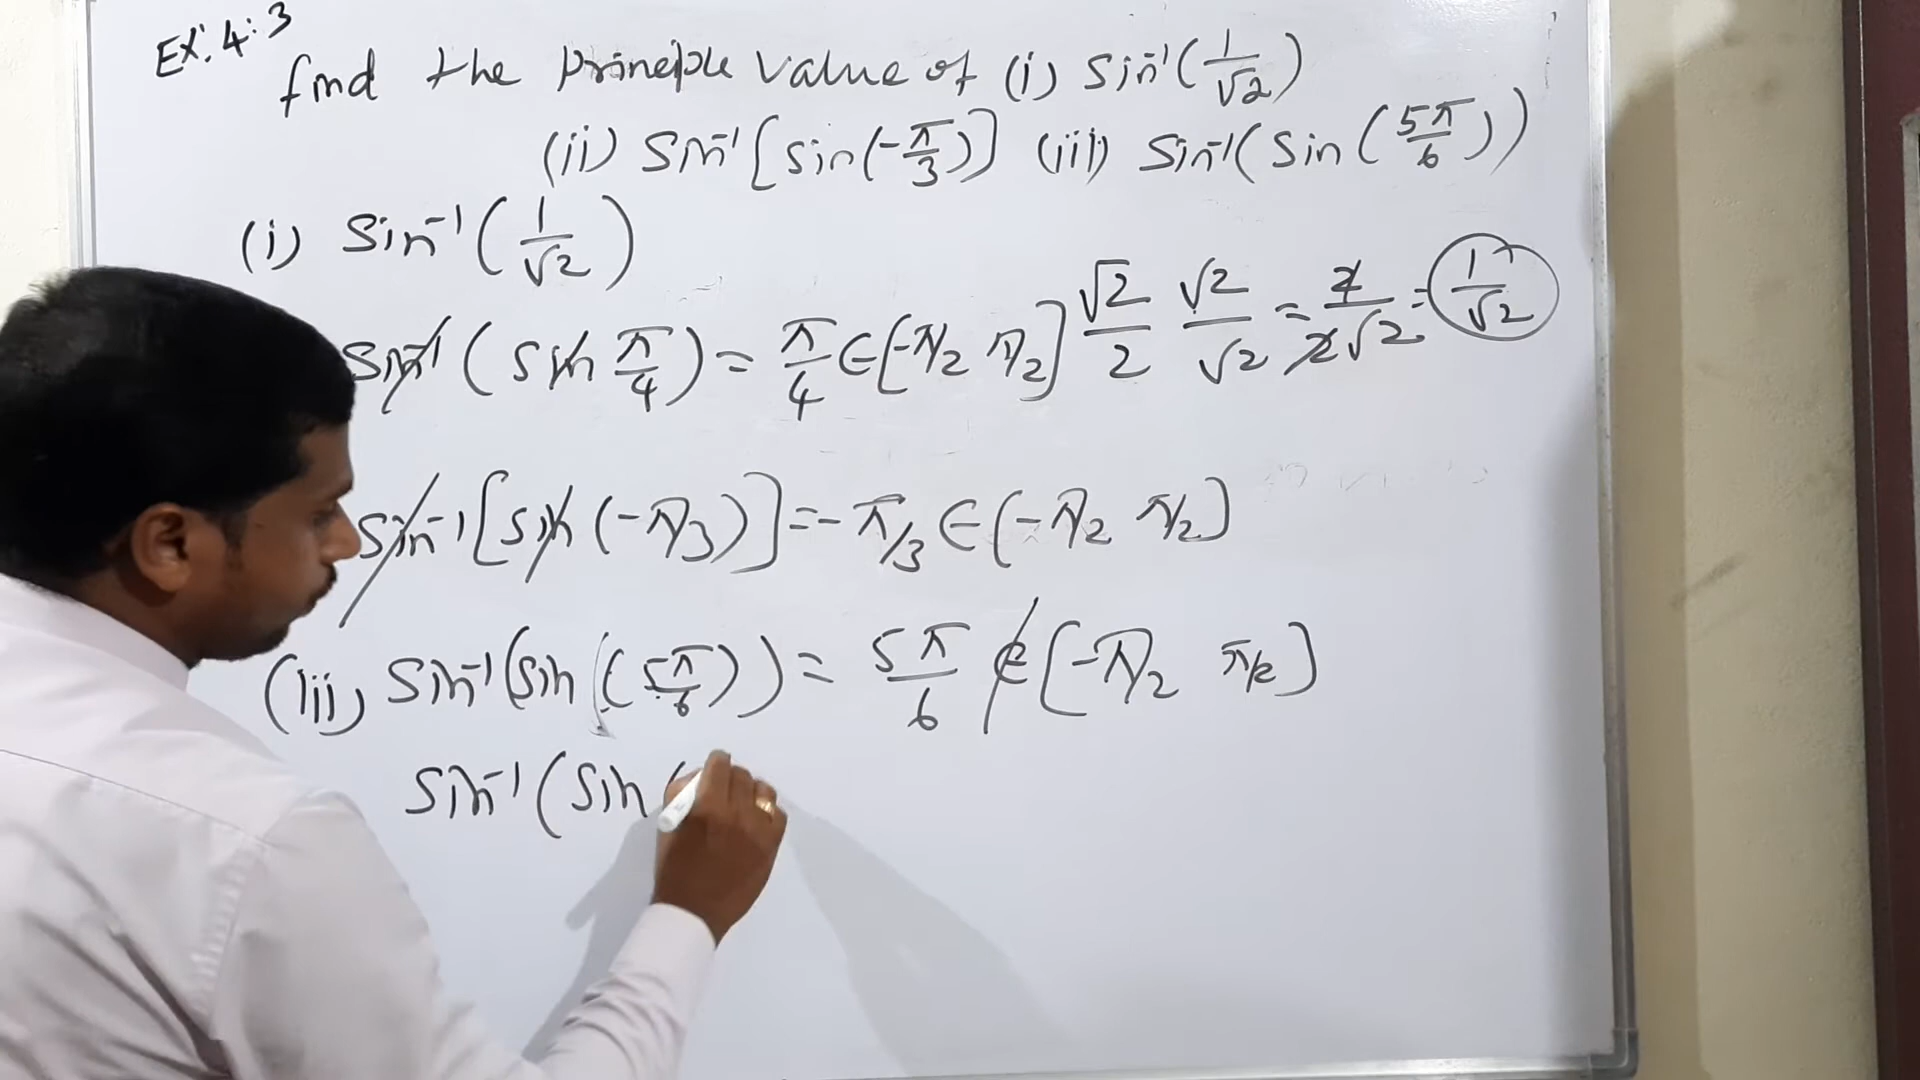 Ex: 4:3
find the principle value of (i) Sin⁻¹(1/√2)
(ii) Sin⁻¹[sin(-π/3)] (iii) Sin⁻¹(Sin(5π/6))
(i) Sin⁻¹(1/√2)
Sin⁻¹(Sin π/4) = π/4 ∈ [-π/2 π/2] √2/2 √2/√2 = 2/2√2 = 1/√2
Sin⁻¹[Sin(-π/3)] = -π/3 ∈ [-π/2 π/2]
(iii) Sin⁻¹(Sin(5π/6)) = 5π/6 ∉ [-π/2 π/2]
Sin⁻¹(Sin(